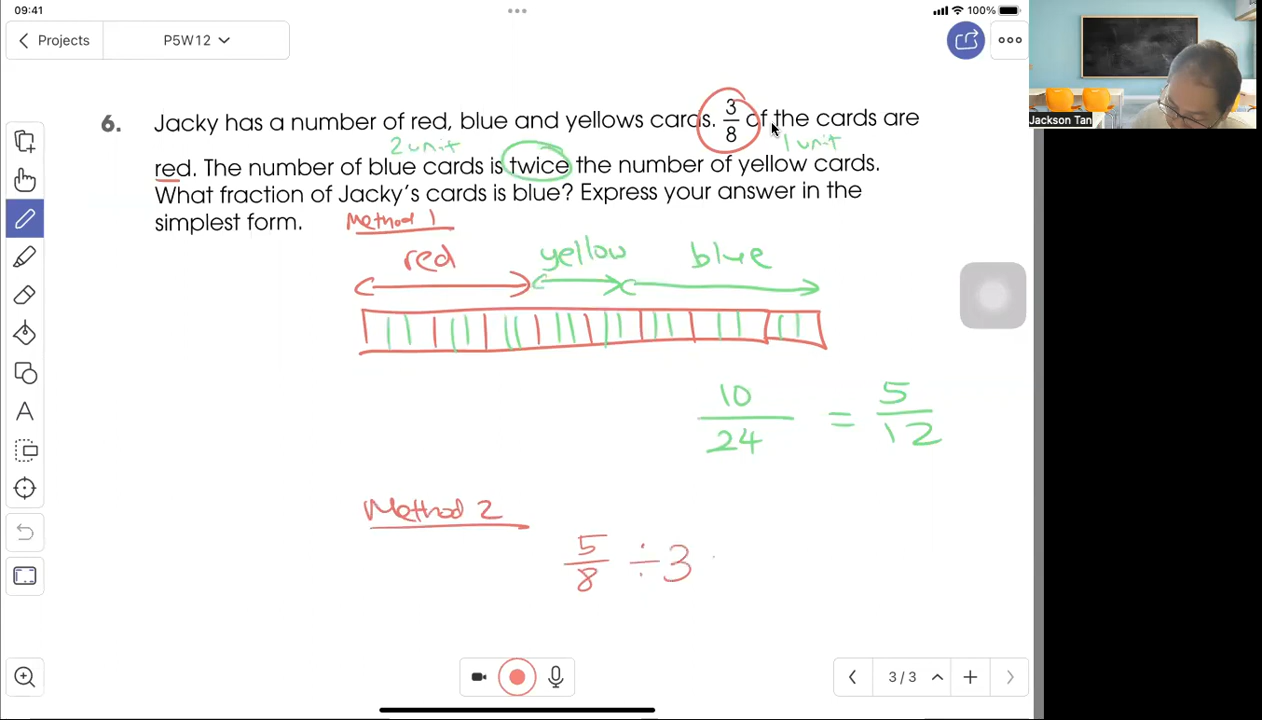 09:41
100%
Projects
P5W12
Jackson Tan
6. Jacky has a number of red, blue and yellows cards. 3/8 of the cards are
2 unit 1 unit
red. The number of blue cards is twice the number of yellow cards.
What fraction of Jacky's cards is blue? Express your answer in the
simplest form. Method 1
red yellow blue
10/24 = 5/12
Method 2
5/8 ÷ 3
A
3 / 3